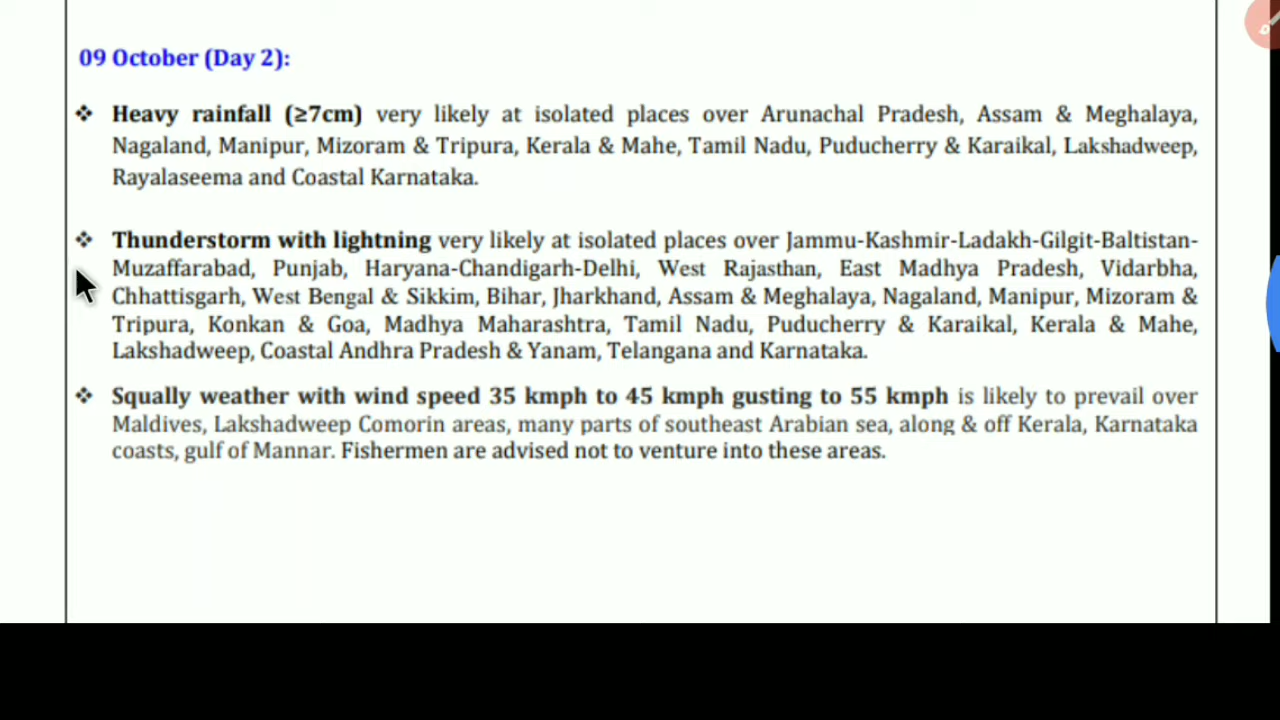 09 October (Day 2):
❖ Heavy rainfall (≥7cm) very likely at isolated places over Arunachal Pradesh, Assam & Meghalaya,
Nagaland, Manipur, Mizoram & Tripura, Kerala & Mahe, Tamil Nadu, Puducherry & Karaikal, Lakshadweep,
Rayalaseema and Coastal Karnataka.
❖ Thunderstorm with lightning very likely at isolated places over Jammu-Kashmir-Ladakh-Gilgit-Baltistan-
Muzaffarabad, Punjab, Haryana-Chandigarh-Delhi, West Rajasthan, East Madhya Pradesh, Vidarbha,
Chhattisgarh, West Bengal & Sikkim, Bihar, Jharkhand, Assam & Meghalaya, Nagaland, Manipur, Mizoram &
Tripura, Konkan & Goa, Madhya Maharashtra, Tamil Nadu, Puducherry & Karaikal, Kerala & Mahe,
Lakshadweep, Coastal Andhra Pradesh & Yanam, Telangana and Karnataka.
❖ Squally weather with wind speed 35 kmph to 45 kmph gusting to 55 kmph is likely to prevail over
Maldives, Lakshadweep Comorin areas, many parts of southeast Arabian sea, along & off Kerala, Karnataka
coasts, gulf of Mannar. Fishermen are advised not to venture into these areas.